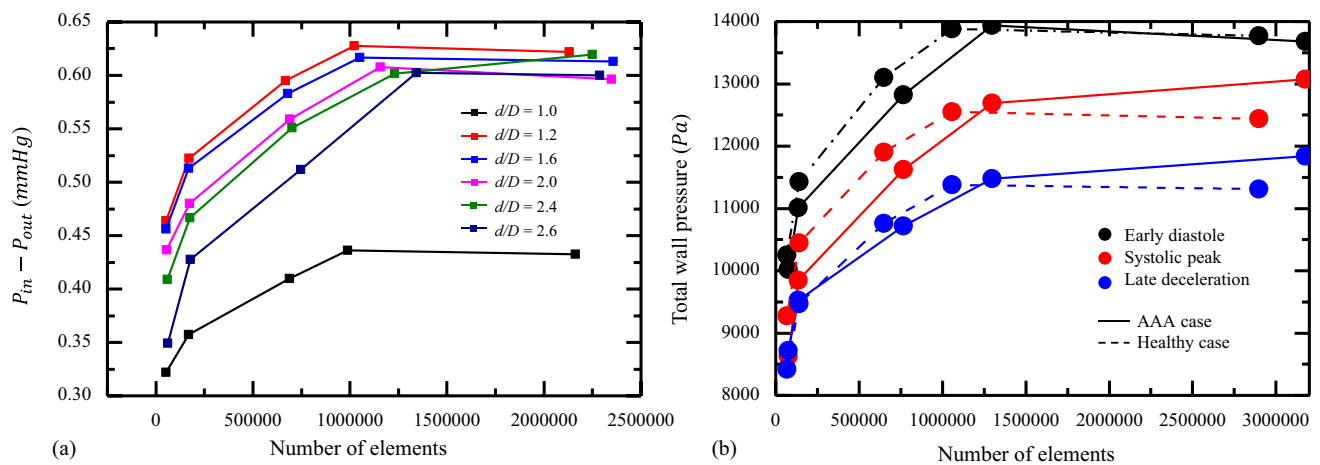 0.65
0.60
0.55
0.50
0.45
0.40
0.35
0.30
P_in − P_out (mmHg)
d/D = 1.0
d/D = 1.2
d/D = 1.6
d/D = 2.0
d/D = 2.4
d/D = 2.6
0 500000 1000000 1500000 2000000 2500000
(a) Number of elements
14000
13000
12000
11000
10000
9000
8000
Total wall pressure (Pa)
Early diastole
Systolic peak
Late deceleration
AAA case
Healthy case
0 500000 1000000 1500000 2000000 2500000 3000000
(b) Number of elements